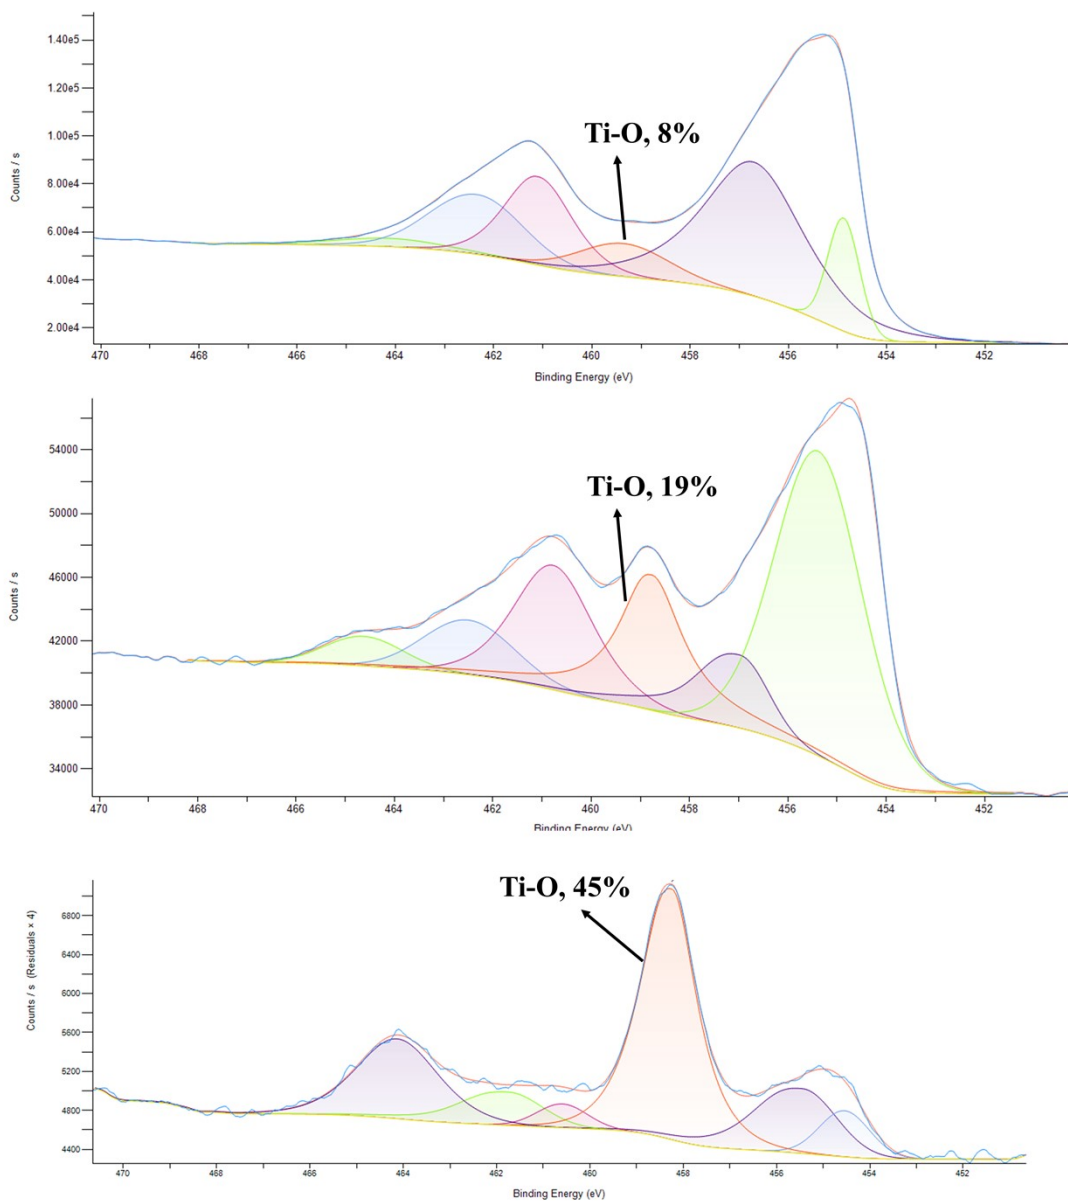 1.40e5
1.20e5
1.00e5
8.00e4
6.00e4
4.00e4
2.00e4
Counts / s
Ti-O, 8%
470 468 466 464 462 460 458 456 454 452
Binding Energy (eV)
54000
50000
46000
42000
38000
34000
Counts / s
Ti-O, 19%
470 468 466 464 462 460 458 456 454 452
Binding Energy (eV)
6800
6400
6000
5600
5200
4800
4400
Counts / s (Residuals × 4)
Ti-O, 45%
470 468 466 464 462 460 458 456 454 452
Binding Energy (eV)